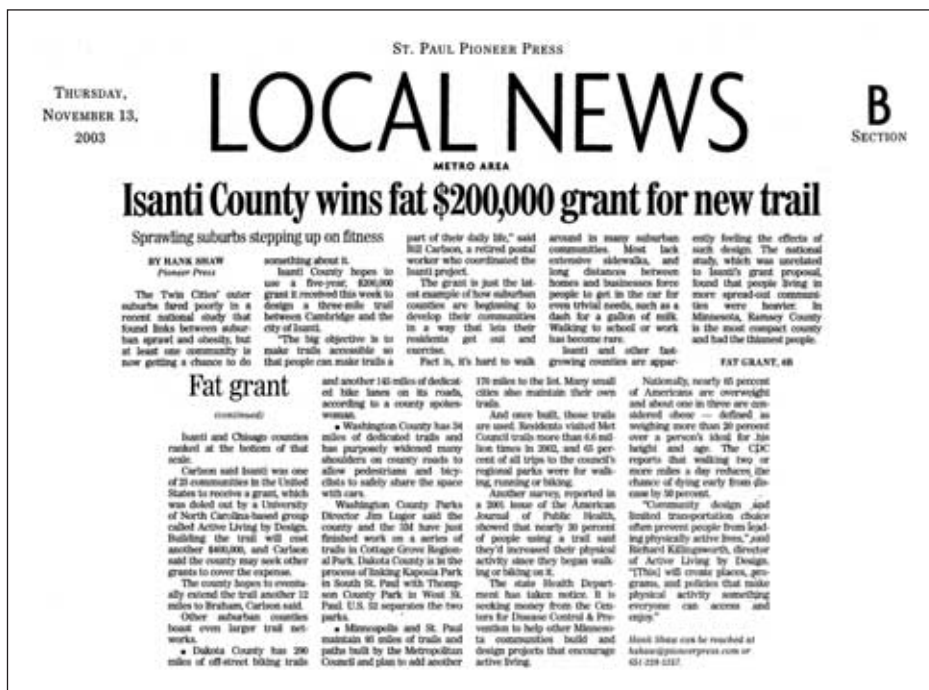 ST. PAUL PIONEER PRESS
THURSDAY,
NOVEMBER 13,
2003
LOCAL NEWS
B
SECTION
METRO AREA
Isanti County wins fat $200,000 grant for new trail
Sprawling suburbs stepping up on fitness
BY HANK SHAW
Pioneer Press
The Twin Cities' outer
suburbs fared poorly in a
recent national study that
found links between subur-
ban sprawl and obesity, but
at least one community is
now getting a chance to do
something about it.
Isanti County hopes to
use a five-year, $200,000
grant it received this week to
design a three-mile trail
between Cambridge and the
city of Isanti.
"The big objective is to
make trails accessible so
that people can make trails a
part of their daily life," said
Bill Carlson, a retired postal
worker who coordinated the
Isanti project.
The grant is just the lat-
est example of how suburban
counties are beginning to
develop their communities
in a way that lets their
residents get out and
exercise.
Fact is, it's hard to walk
around in many suburban
communities. Most lack
extensive sidewalks, and
long distances between
homes and businesses force
people to get in the car for
even trivial needs, such as a
dash for a gallon of milk.
Walking to school or work
has become rare.
Isanti and other fast-
growing counties are appar-
ently feeling the effects of
such design. The national
study, which was unrelated
to Isanti's grant proposal,
found that people living in
more spread-out communi-
ties were heavier. In
Minnesota, Ramsey County
is the most compact county
and had the thinnest people.
FAT GRANT, 6B
Fat grant
(continued)
Isanti and Chisago counties
ranked at the bottom of that
scale.
Carlson said Isanti was one
of 25 communities in the United
States to receive a grant, which
was doled out by a University
of North Carolina-based group
called Active Living by Design.
Building the trail will cost
another $400,000, and Carlson
said the county may seek other
grants to cover the expense.
The county hopes to eventu-
ally extend the trail another 12
miles to Braham, Carlson said.
Other suburban counties
boast even larger trail net-
works.
• Dakota County has 290
miles of off-street biking trails
and another 145 miles of dedicat-
ed bike lanes on its roads,
according to a county spokes-
woman.
• Washington County has 34
miles of dedicated trails and
has purposely widened many
shoulders on county roads to
allow pedestrians and bicy-
clists to safely share the space
with cars.
Washington County Parks
Director Jim Luger said the
county and the 3M have just
finished work on a series of
trails in Cottage Grove Region-
al Park. Dakota County is in the
process of linking Kaposia Park
in South St. Paul with Thomp-
son County Park in West St.
Paul. U.S. 52 separates the two
parks.
• Minneapolis and St. Paul
maintain 95 miles of trails and
paths built by the Metropolitan
Council and plan to add another
170 miles to the list. Many small
cities also maintain their own
trails.
And once built, those trails
are used. Residents visited Met
Council trails more than 6.6 mil-
lion times in 2002, and 65 per-
cent of all trips to the council's
regional parks were for walk-
ing, running or biking.
Another survey, reported in
a 2001 issue of the American
Journal of Public Health,
showed that nearly 30 percent
of people using a trail said
they'd increased their physical
activity since they began walk-
ing or biking on it.
The state Health Depart-
ment has taken notice. It is
seeking money from the Cen-
ters for Disease Control & Pre-
vention to help other Minneso-
ta communities build and
design projects that encourage
active living.
Nationally, nearly 65 percent
of Americans are overweight
and about one in three are con-
sidered obese — defined as
weighing more than 20 percent
over a person's ideal for his
height and age. The CDC
reports that walking two or
more miles a day reduces the
chance of dying early from dis-
ease by 50 percent.
"Community design and
limited transportation choice
often prevent people from lead-
ing physically active lives," said
Richard Killingsworth, director
of Active Living by Design.
"[This] will create places, pro-
grams, and policies that make
physical activity something
everyone can access and
enjoy."
Hank Shaw can be reached at
hshaw@pioneerpress.com or